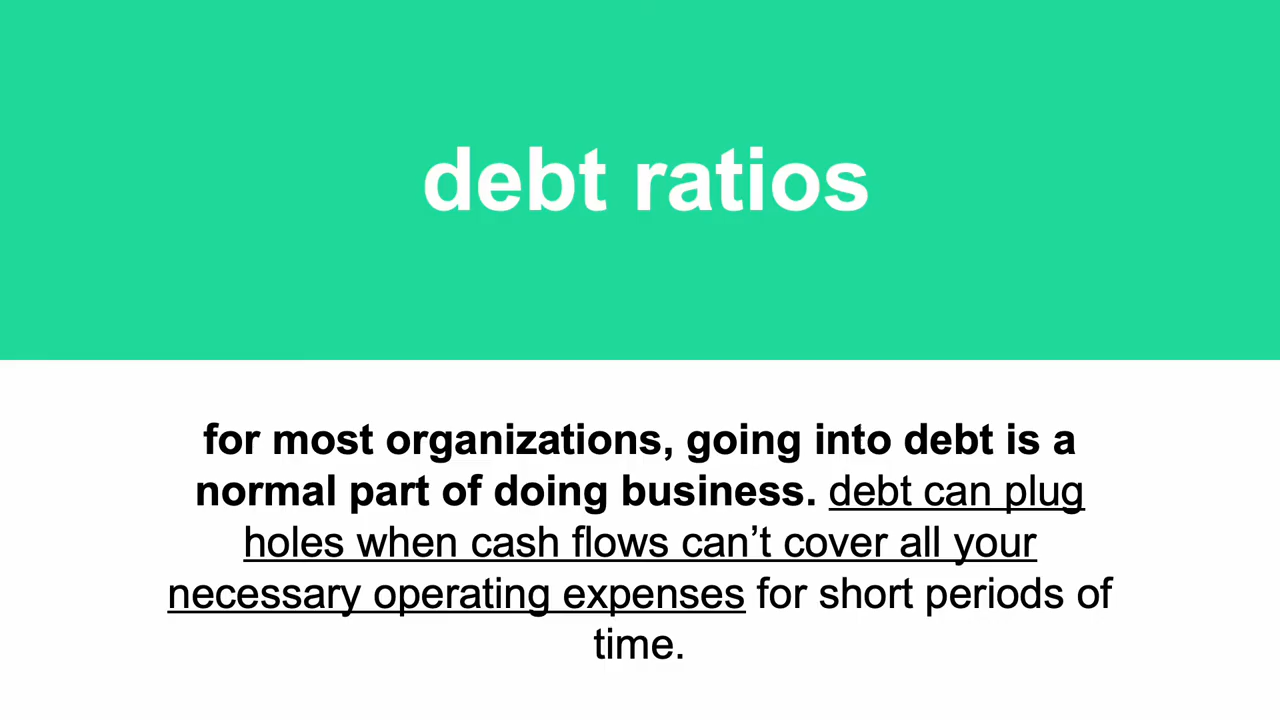 debt ratios
for most organizations, going into debt is a
normal part of doing business. debt can plug
holes when cash flows can’t cover all your
necessary operating expenses for short periods of
time.